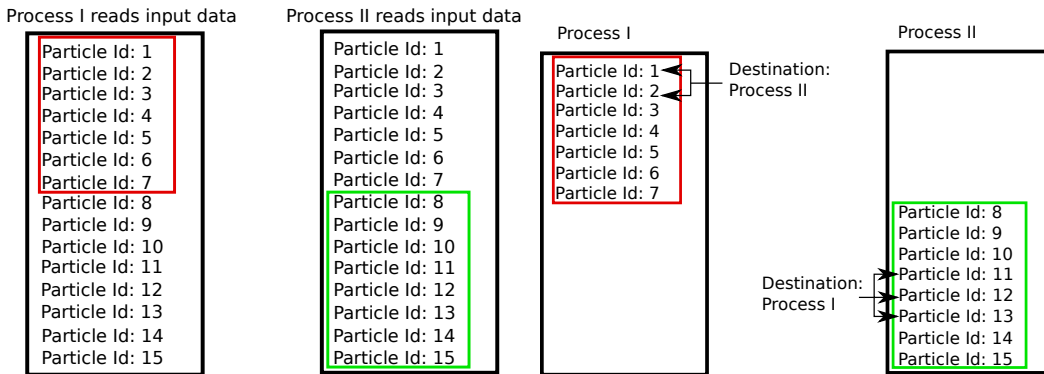 Process I reads input data
Particle Id: 1
Particle Id: 2
Particle Id: 3
Particle Id: 4
Particle Id: 5
Particle Id: 6
Particle Id: 7
Particle Id: 8
Particle Id: 9
Particle Id: 10
Particle Id: 11
Particle Id: 12
Particle Id: 13
Particle Id: 14
Particle Id: 15
Process II reads input data
Particle Id: 1
Particle Id: 2
Particle Id: 3
Particle Id: 4
Particle Id: 5
Particle Id: 6
Particle Id: 7
Particle Id: 8
Particle Id: 9
Particle Id: 10
Particle Id: 11
Particle Id: 12
Particle Id: 13
Particle Id: 14
Particle Id: 15
Process I
Particle Id: 1
Particle Id: 2
Particle Id: 3
Particle Id: 4
Particle Id: 5
Particle Id: 6
Particle Id: 7
Destination:
Process II
Process II
Particle Id: 8
Particle Id: 9
Particle Id: 10
Particle Id: 11
Particle Id: 12
Particle Id: 13
Particle Id: 14
Particle Id: 15
Destination:
Process I